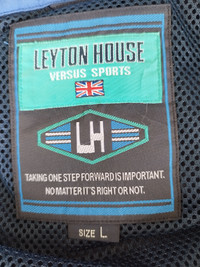 LEYTON HOUSE
VERSUS SPORTS
LH
TAKING ONE STEP FORWARD IS IMPORTANT.
NO MATTER IT'S RIGHT OR NOT.
SIZE L